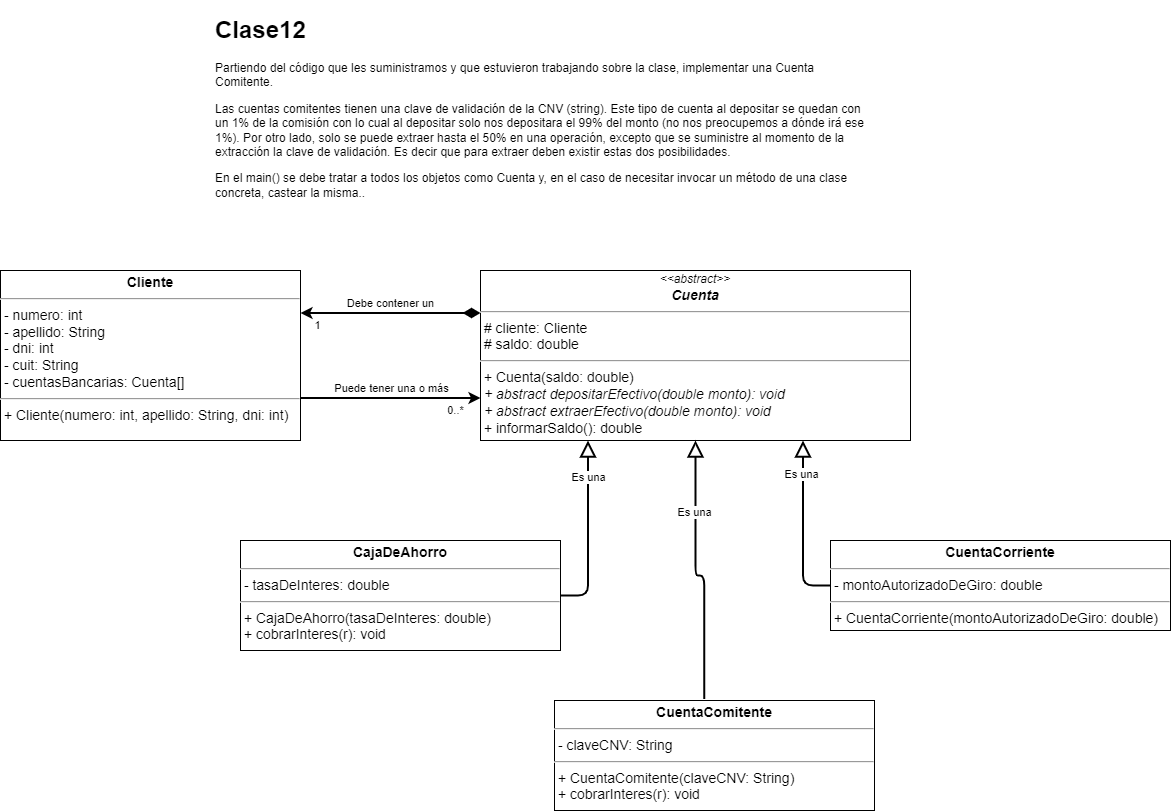 Clase12
Partiendo del código que les suministramos y que estuvieron trabajando sobre la clase, implementar una Cuenta
Comitente.
Las cuentas comitentes tienen una clave de validación de la CNV (string). Este tipo de cuenta al depositar se quedan con
un 1% de la comisión con lo cual al depositar solo nos depositara el 99% del monto (no nos preocupemos a dónde irá ese
1%). Por otro lado, solo se puede extraer hasta el 50% en una operación, excepto que se suministre al momento de la
extracción la clave de validación. Es decir que para extraer deben existir estas dos posibilidades.
En el main() se debe tratar a todos los objetos como Cuenta y, en el caso de necesitar invocar un método de una clase
concreta, castear la misma..
Cliente
- numero: int
- apellido: String
- dni: int
- cuit: String
- cuentasBancarias: Cuenta[]
+ Cliente(numero: int, apellido: String, dni: int)
Debe contener un
1
Puede tener una o más
0..*
<<abstract>>
Cuenta
# cliente: Cliente
# saldo: double
+ Cuenta(saldo: double)
+ abstract depositarEfectivo(double monto): void
+ abstract extraerEfectivo(double monto): void
+ informarSaldo(): double
Es una
Es una
Es una
CajaDeAhorro
- tasaDeInteres: double
+ CajaDeAhorro(tasaDeInteres: double)
+ cobrarInteres(r): void
CuentaCorriente
- montoAutorizadoDeGiro: double
+ CuentaCorriente(montoAutorizadoDeGiro: double)
CuentaComitente
- claveCNV: String
+ CuentaComitente(claveCNV: String)
+ cobrarInteres(r): void